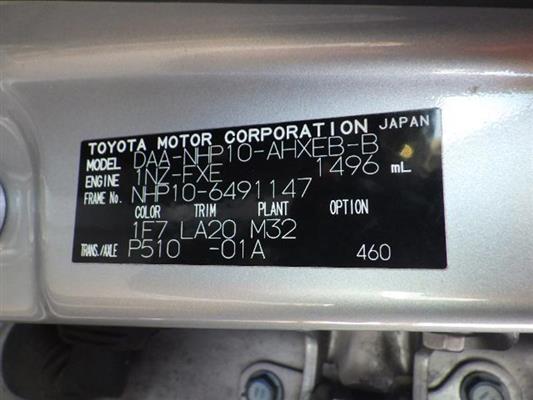 TOYOTA MOTOR CORPORATION JAPAN
MODEL DAA-NHP10-AHXEB-B
ENGINE 1NZ-FXE 1496 mL
FRAME No. NHP10-6491147
COLOR TRIM PLANT OPTION
1F7 LA20 M32
TRANS./AXLE P510 -01A 460